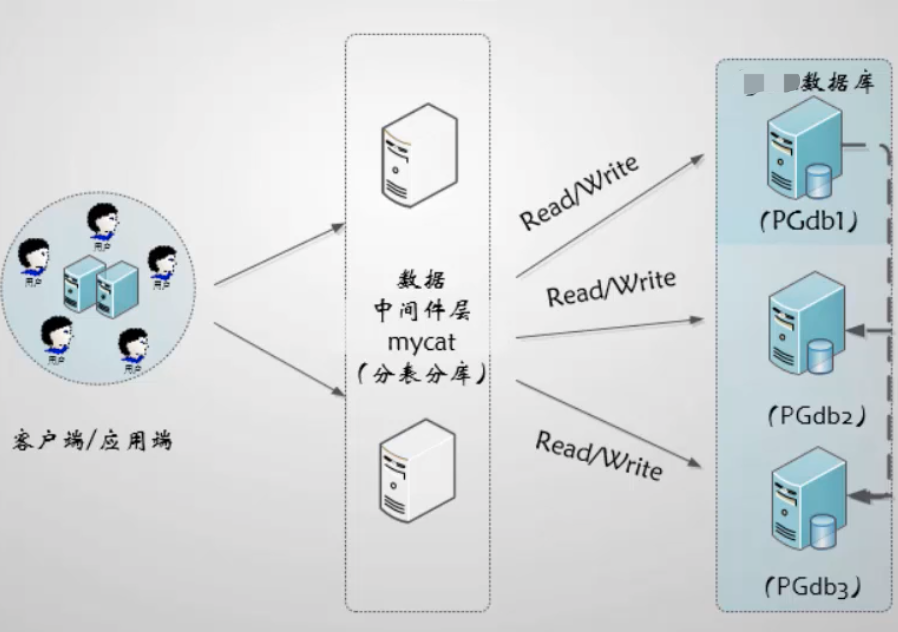 用户
用户
用户
用户
用户
客户端/应用端
数据
中间件层
mycat
(分表分库)
Read/Write
Read/Write
Read/Write
数据库
(PGdb1)
(PGdb2)
(PGdb3)